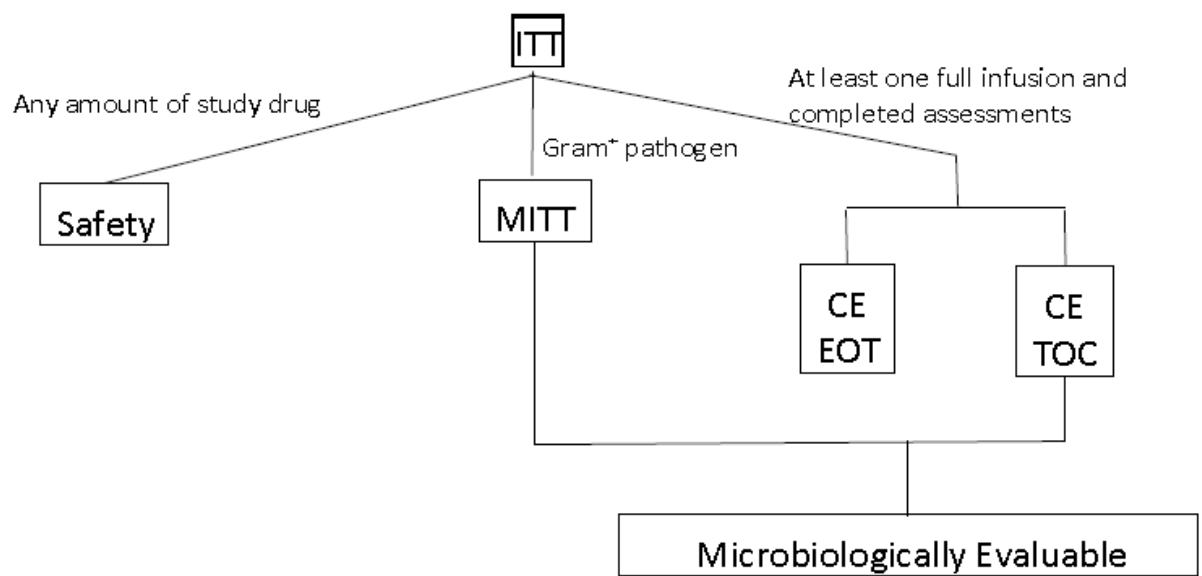 ITT
Any amount of study drug
At least one full infusion and
completed assessments
Gram⁺ pathogen
Safety
MITT
CE
EOT
CE
TOC
Microbiologically Evaluable